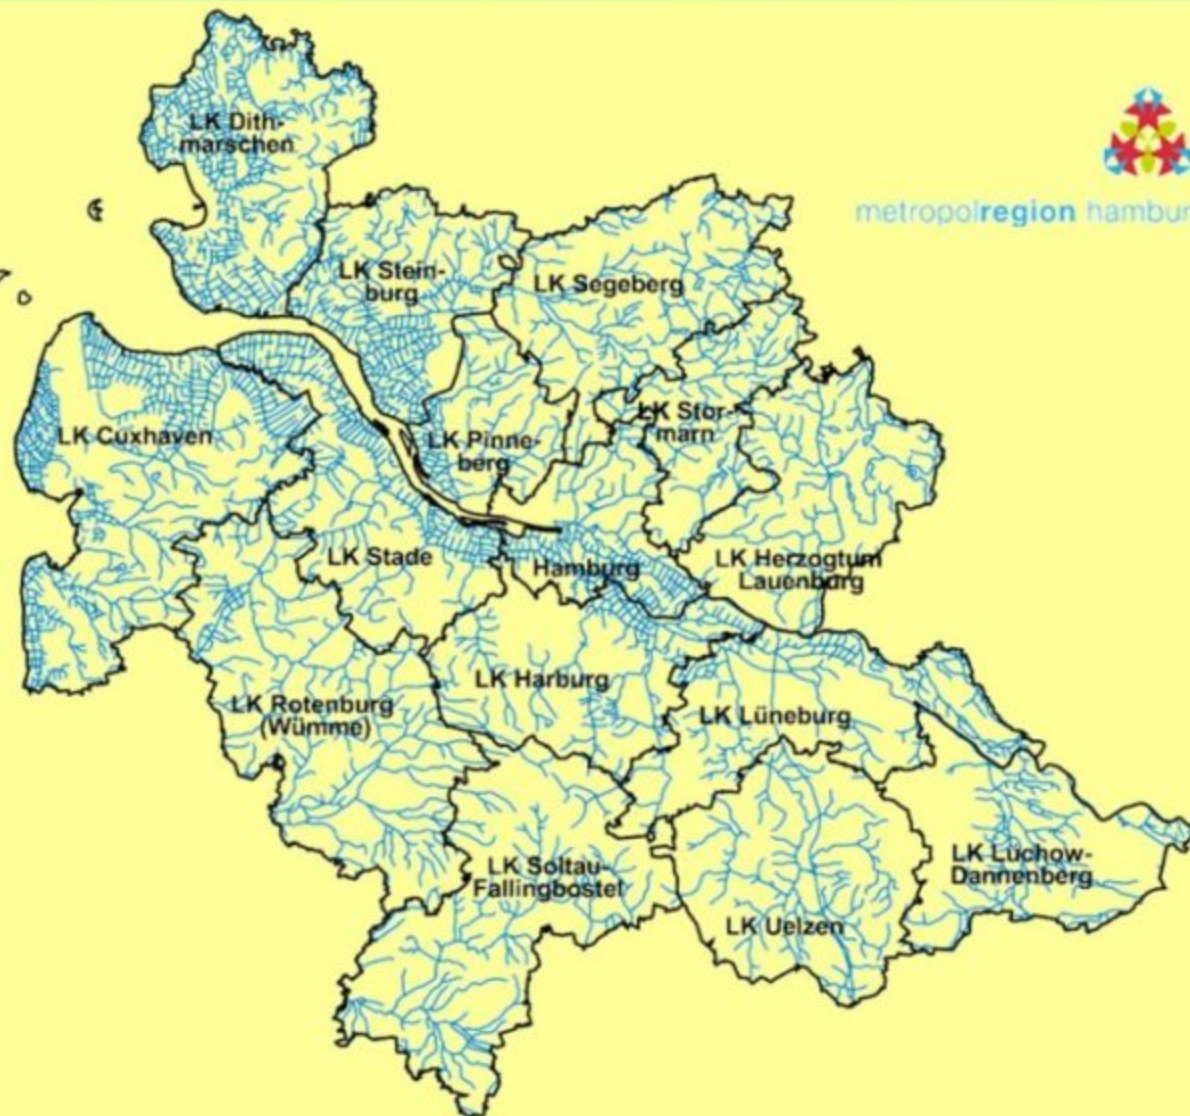 LK Dith-
marschen
metropolregion hambur
LK Stein-
burg
LK Segeberg
LK Cuxhaven
LK Pinne-
berg
LK Stor-
marn
LK Stade
Hamburg
LK Herzogtum
Lauenburg
LK Harburg
LK Rotenburg
(Wümme)
LK Lüneburg
LK Soltau-
Fallingbostel
LK Lüchow-
Dannenberg
LK Uelzen